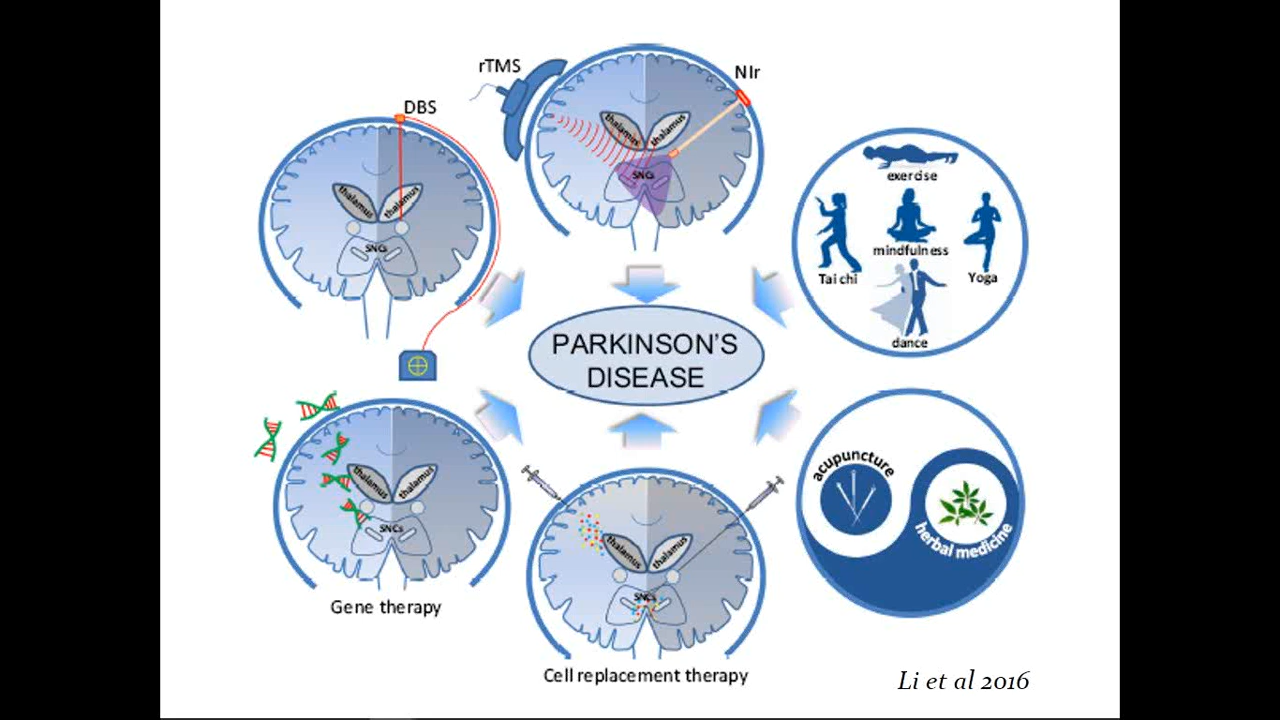 rTMS
NIr
thalamus
thalamus
SNCs
DBS
thalamus
thalamus
SNCs
exercise
Tai chi
mindfulness
Yoga
dance
PARKINSON'S
DISEASE
thalamus
thalamus
SNCs
Gene therapy
thalamus
thalamus
SNCs
Cell replacement therapy
acupuncture
herbal medicine
Li et al 2016